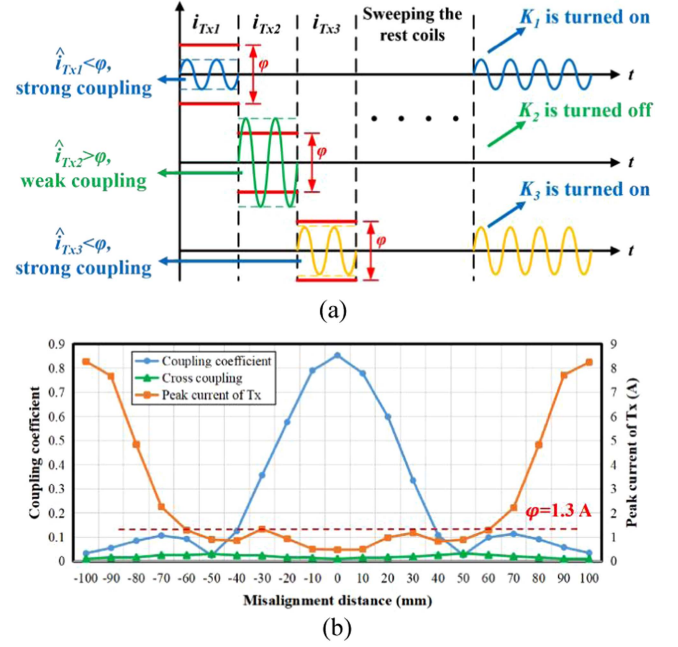 i_Tx1 i_Tx2 i_Tx3 Sweeping the
rest coils
K_1 is turned on
î_Tx1<φ,
strong coupling
φ
t
K_2 is turned off
î_Tx2>φ,
weak coupling
φ
t
K_3 is turned on
î_Tx3<φ,
strong coupling
φ
t
(a)
Coupling coefficient
0.9
0.8
0.7
0.6
0.5
0.4
0.3
0.2
0.1
0
Coupling coefficient
Cross coupling
Peak current of Tx
φ=1.3 A
9
8
7
6
5
4
3
2
1
0
Peak current of Tx (A)
-100 -90 -80 -70 -60 -50 -40 -30 -20 -10 0 10 20 30 40 50 60 70 80 90 100
Misalignment distance (mm)
(b)